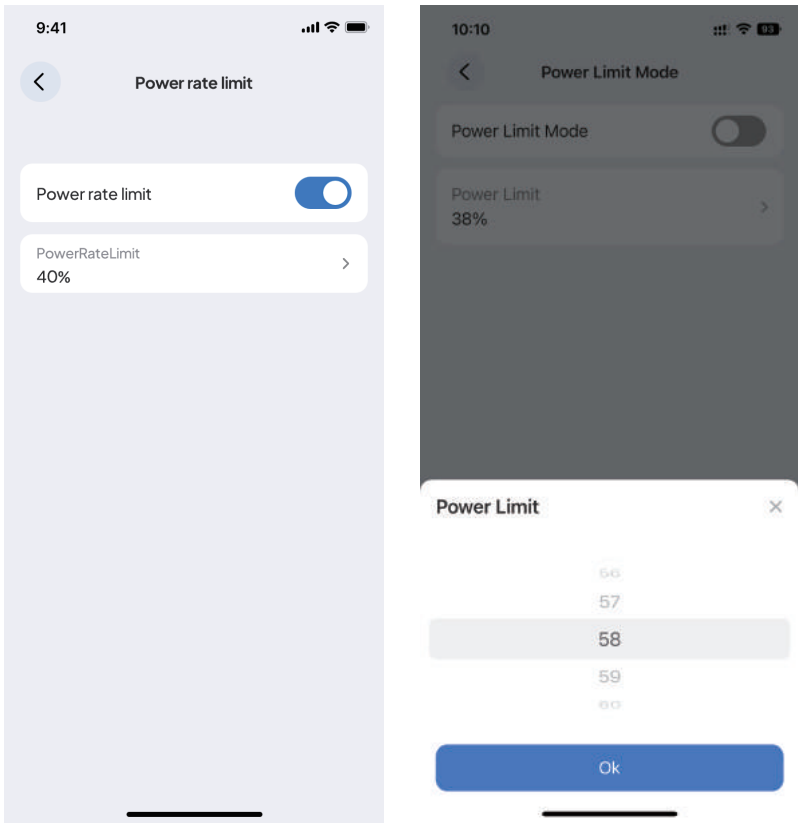 9:41
Power rate limit
Power rate limit
PowerRateLimit
40%
10:10
93
Power Limit Mode
Power Limit Mode
Power Limit
38%
Power Limit
56
57
58
59
60
Ok